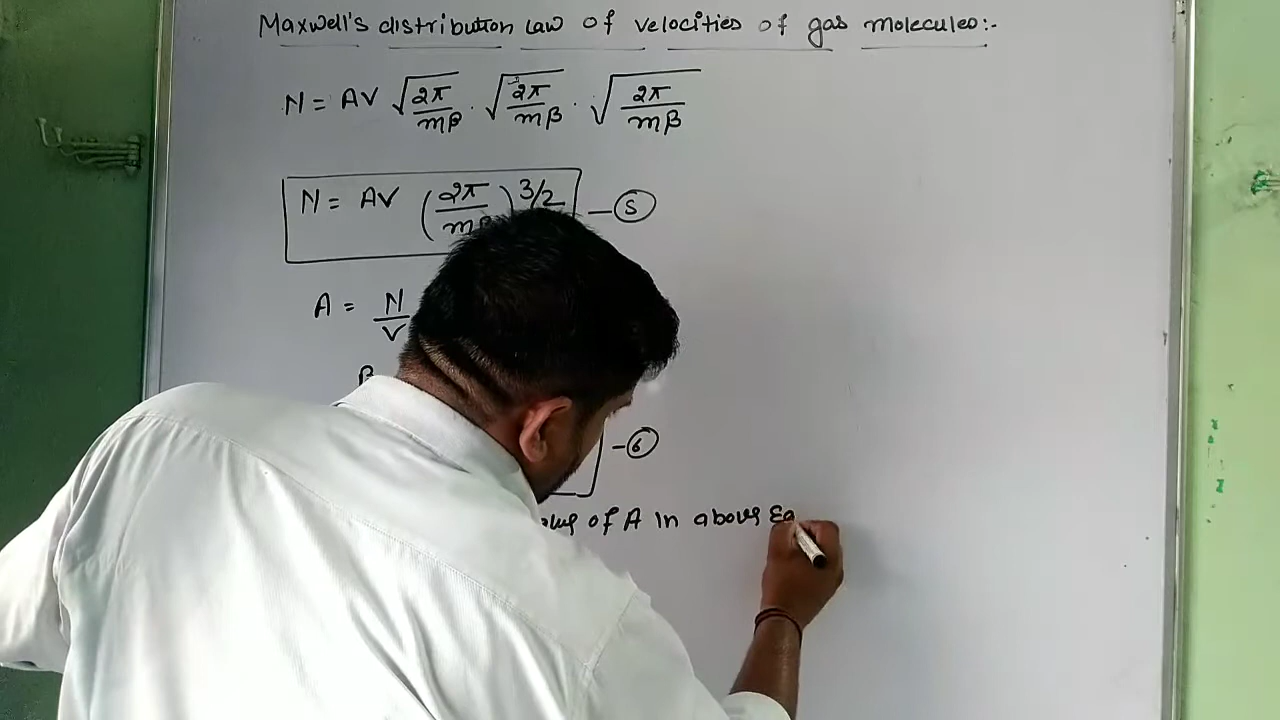 Maxwell's distribution law of velocities of gas molecules:-
N = AV √(2π/mβ) · √(2π/mβ) · √(2π/mβ)
N = AV (2π/mβ)^3/2 — ⑤
A = N/V
β
– ⑥
of A in above Eq